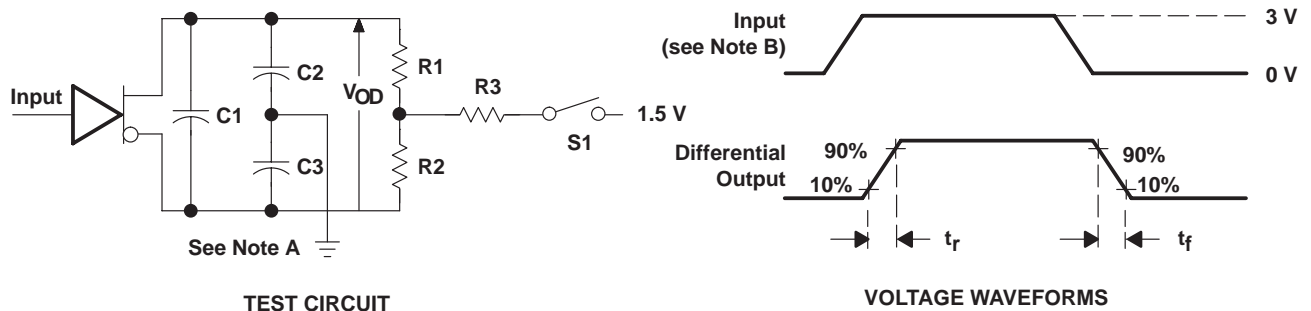 Input
C1
C2
C3
VOD
R1
R2
R3
S1
1.5 V
See Note A
TEST CIRCUIT
Input
(see Note B)
3 V
0 V
Differential
Output
90%
10%
90%
10%
tr
tf
VOLTAGE WAVEFORMS